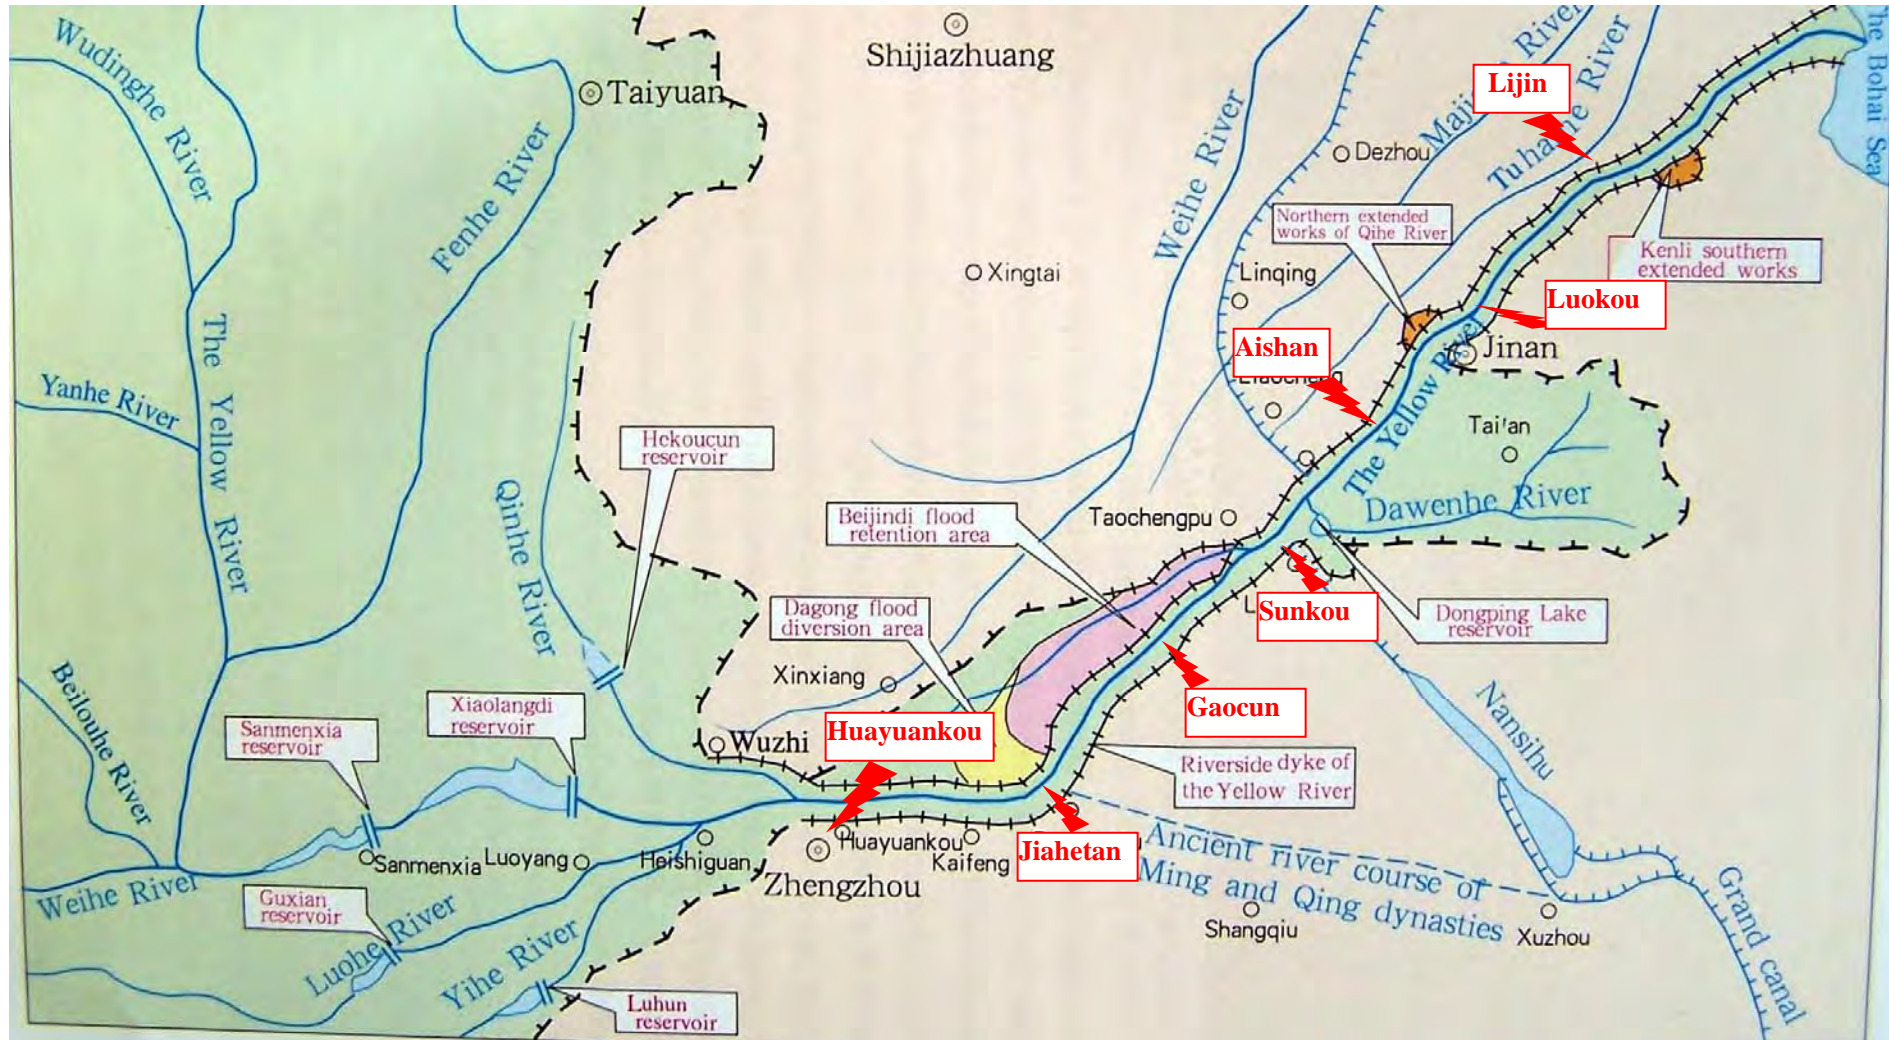 Wudinghe River
Taiyuan
Shijiazhuang
Fenhe River
Weihe River
River
Tuhaihe River
The Bohai Sea
Lijin
Dezhou
Northern extended
works of Qihe River
Kenli southern
extended works
Xingtai
Linqing
Luokou
Aishan
Jinan
The Yellow River
Yanhe River
The Yellow River
Hekoucun
reservoir
Tai'an
Qinhe River
Beijindi flood
retention area
Taochengpu
Dawenhe River
Dagong flood
diversion area
Sunkou
Dongping Lake
reservoir
Xinxiang
Beilouhe River
Xiaolangdi
reservoir
Sanmenxia
reservoir
Wuzhi
Huayuankou
Gaocun
Nansihu
Riverside dyke of
the Yellow River
Sanmenxia
Luoyang
Heishiguan
Huayuankou
Kaifeng
Jiahetan
Zhengzhou
Ancient river course of
Ming and Qing dynasties
Weihe River
Guxian
reservoir
Luohe River
Yihe River
Shangqiu
Xuzhou
Grand canal
Luhun
reservoir